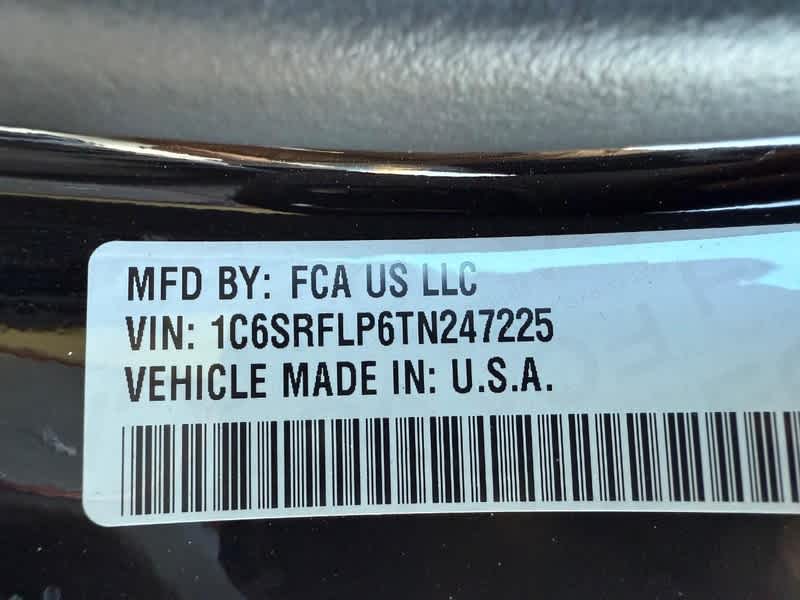 MFD BY: FCA US LLC
VIN: 1C6SRFLP6TN247225
VEHICLE MADE IN: U.S.A.